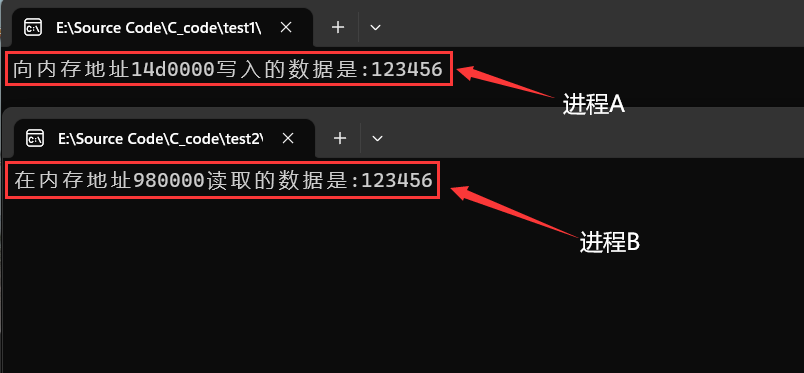 E:\Source Code\C_code\test1\
向内存地址14d0000写入的数据是:123456
进程A
E:\Source Code\C_code\test2\
在内存地址980000读取的数据是:123456
进程B